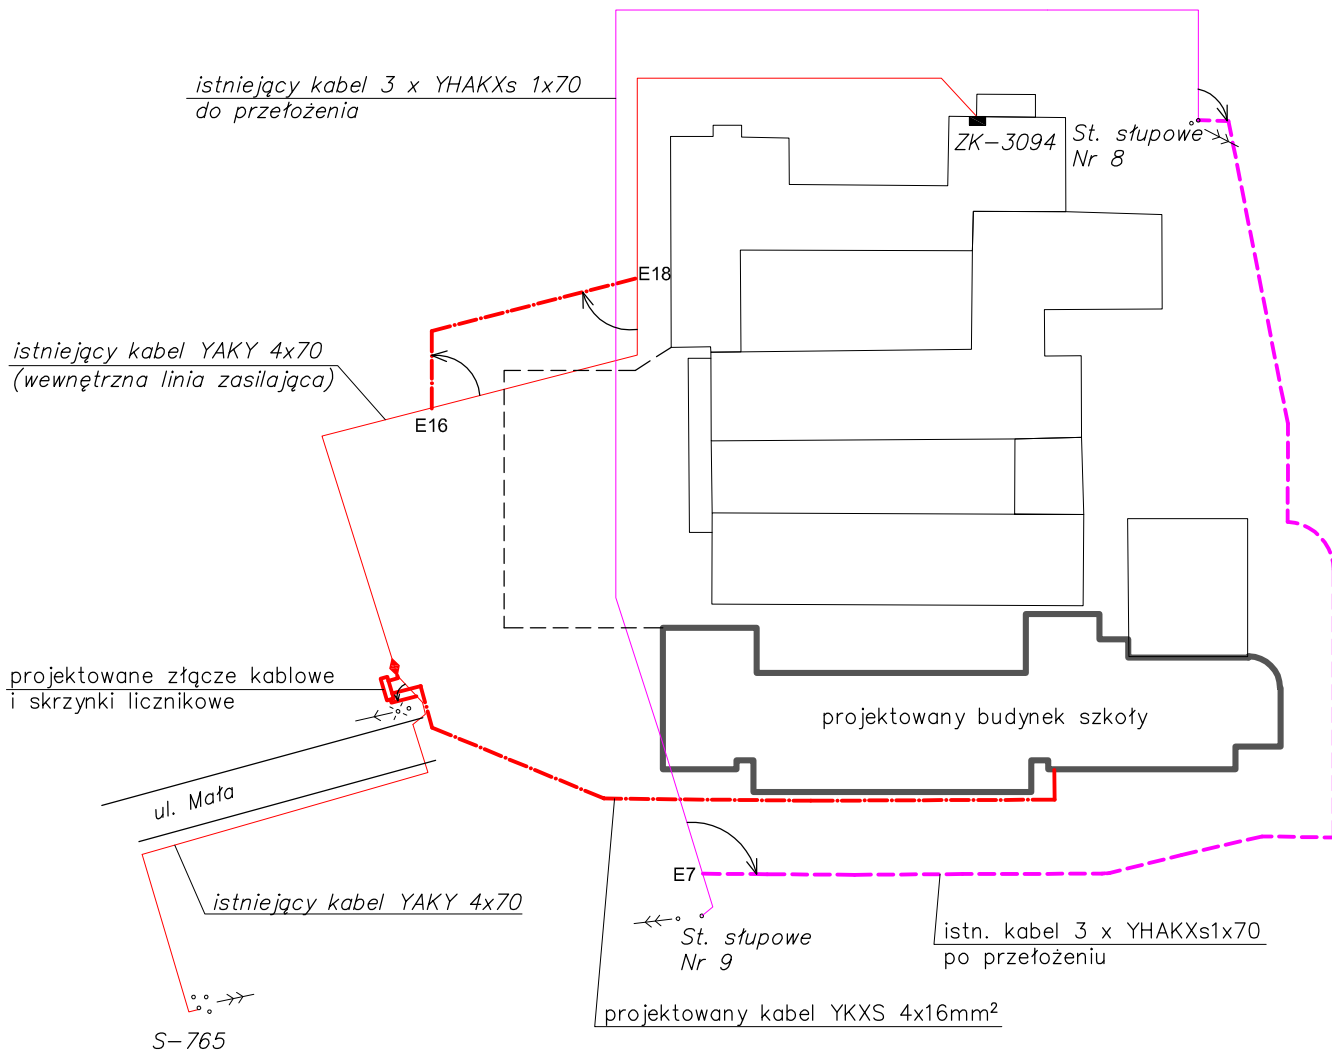 istniejący kabel 3 x YHAKXs 1x70
do przełożenia
ZK-3094
St. słupowe
Nr 8
E18
istniejący kabel YAKY 4x70
(wewnętrzna linia zasilająca)
E16
projektowane złącze kablowe
i skrzynki licznikowe
projektowany budynek szkoły
ul. Mała
E7
istniejący kabel YAKY 4x70
St. słupowe
Nr 9
istn. kabel 3 x YHAKXs1x70
po przełożeniu
projektowany kabel YKXS 4x16mm²
S-765